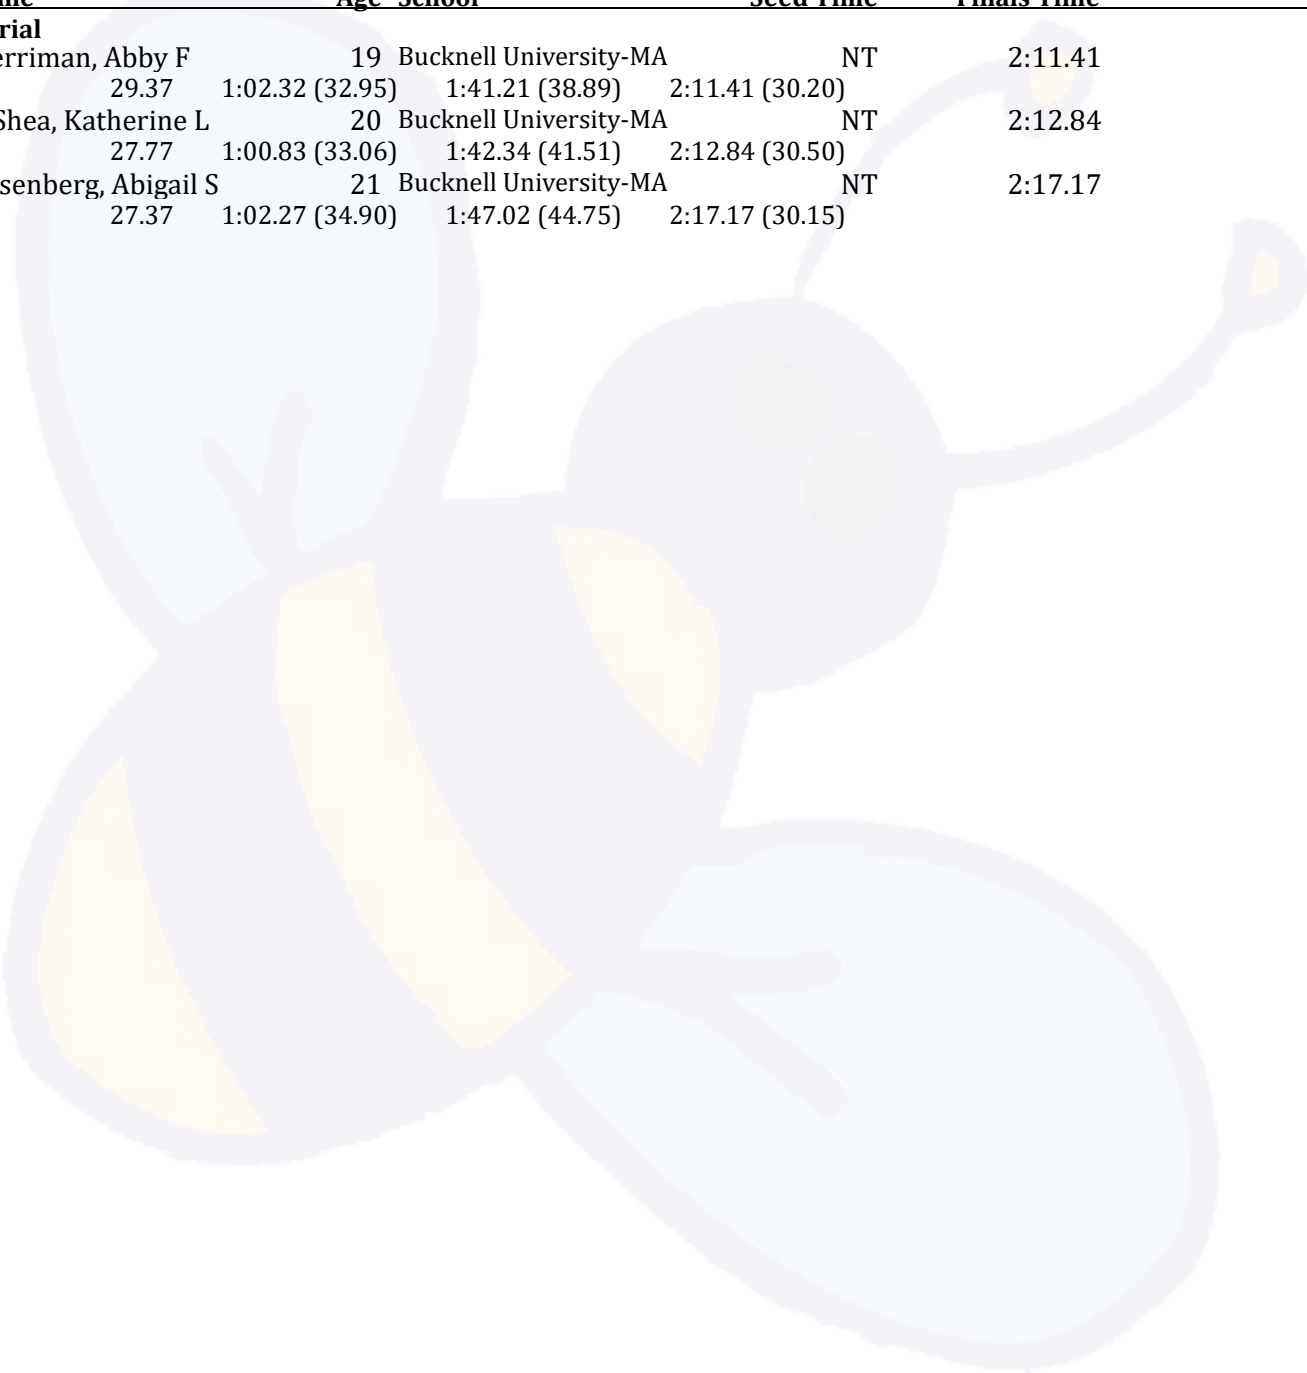 Age School Seed Time Finals Time
rial
erriman, Abby F 19 Bucknell University-MA NT 2:11.41
29.37 1:02.32 (32.95) 1:41.21 (38.89) 2:11.41 (30.20)
Shea, Katherine L 20 Bucknell University-MA NT 2:12.84
27.77 1:00.83 (33.06) 1:42.34 (41.51) 2:12.84 (30.50)
senberg, Abigail S 21 Bucknell University-MA NT 2:17.17
27.37 1:02.27 (34.90) 1:47.02 (44.75) 2:17.17 (30.15)